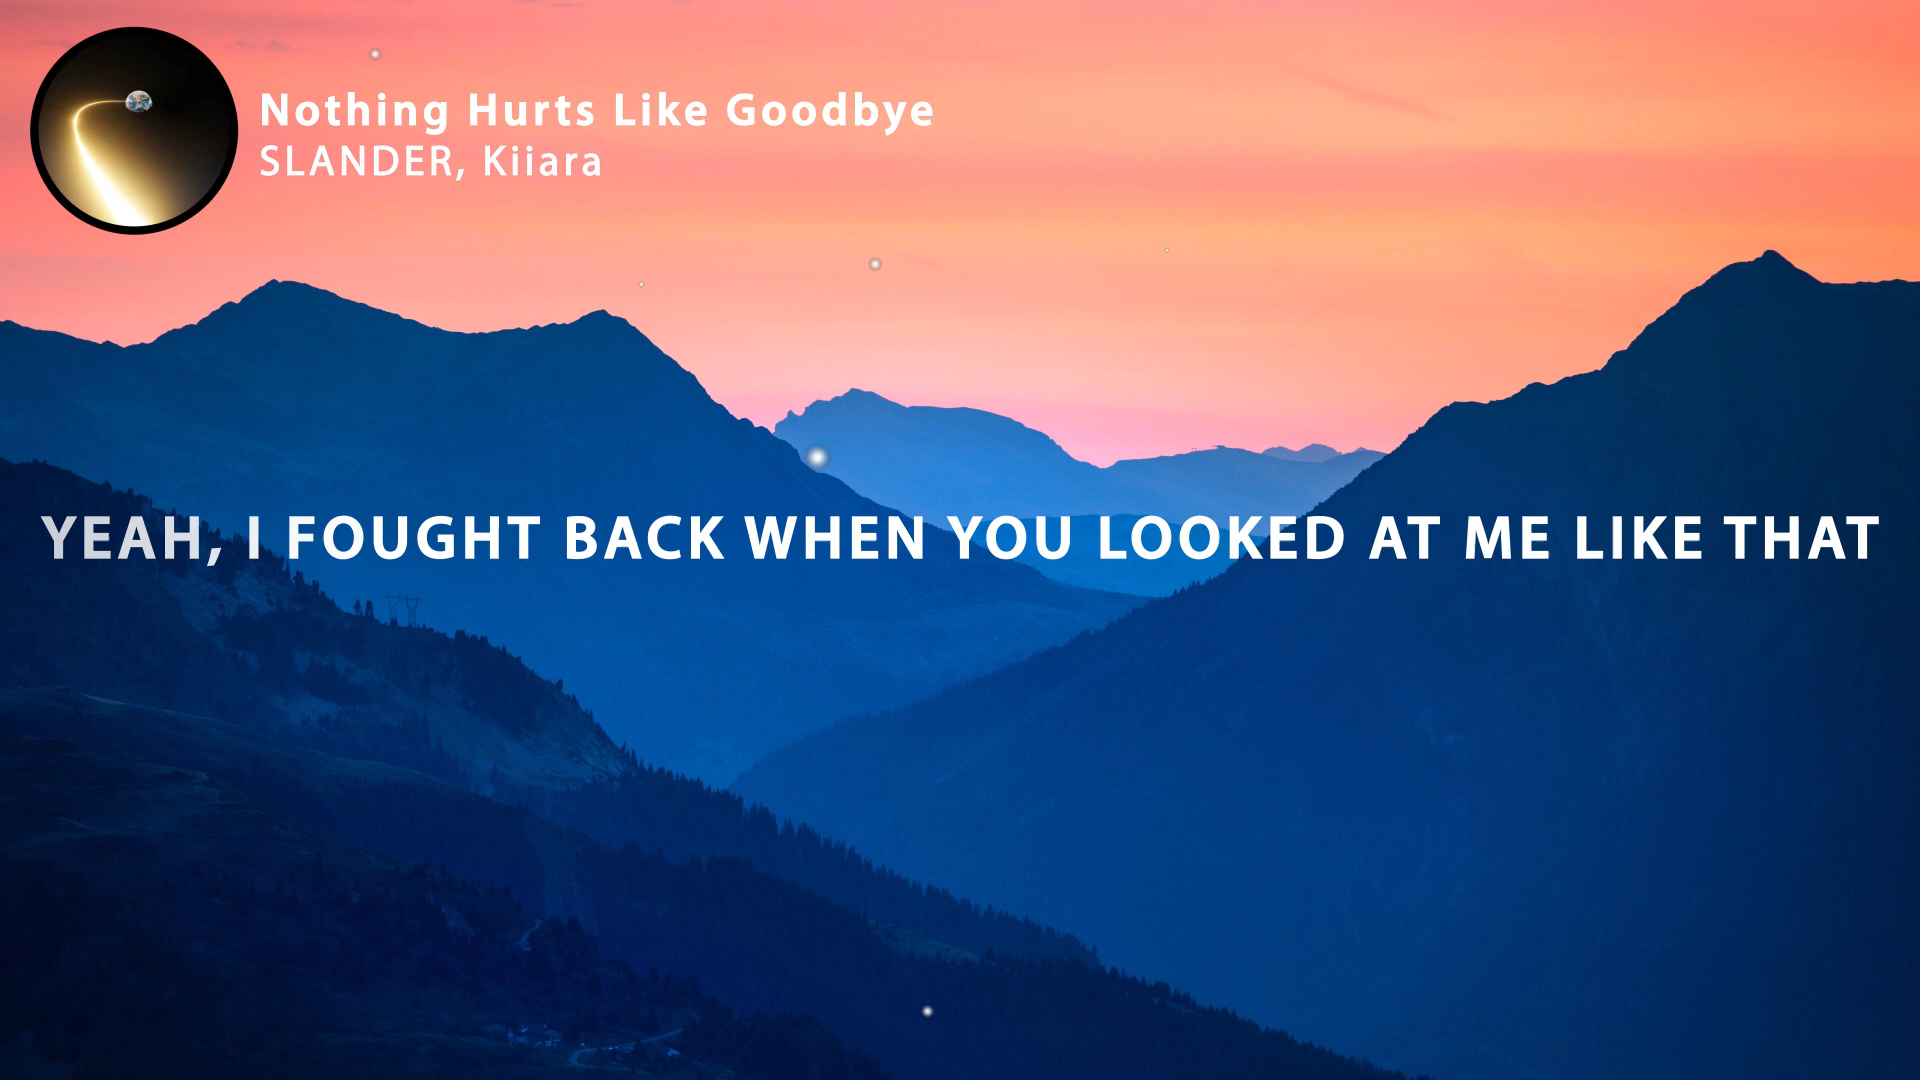 Nothing Hurts Like Goodbye
SLANDER, Kiiara
YEAH, I FOUGHT BACK WHEN YOU LOOKED AT ME LIKE THAT